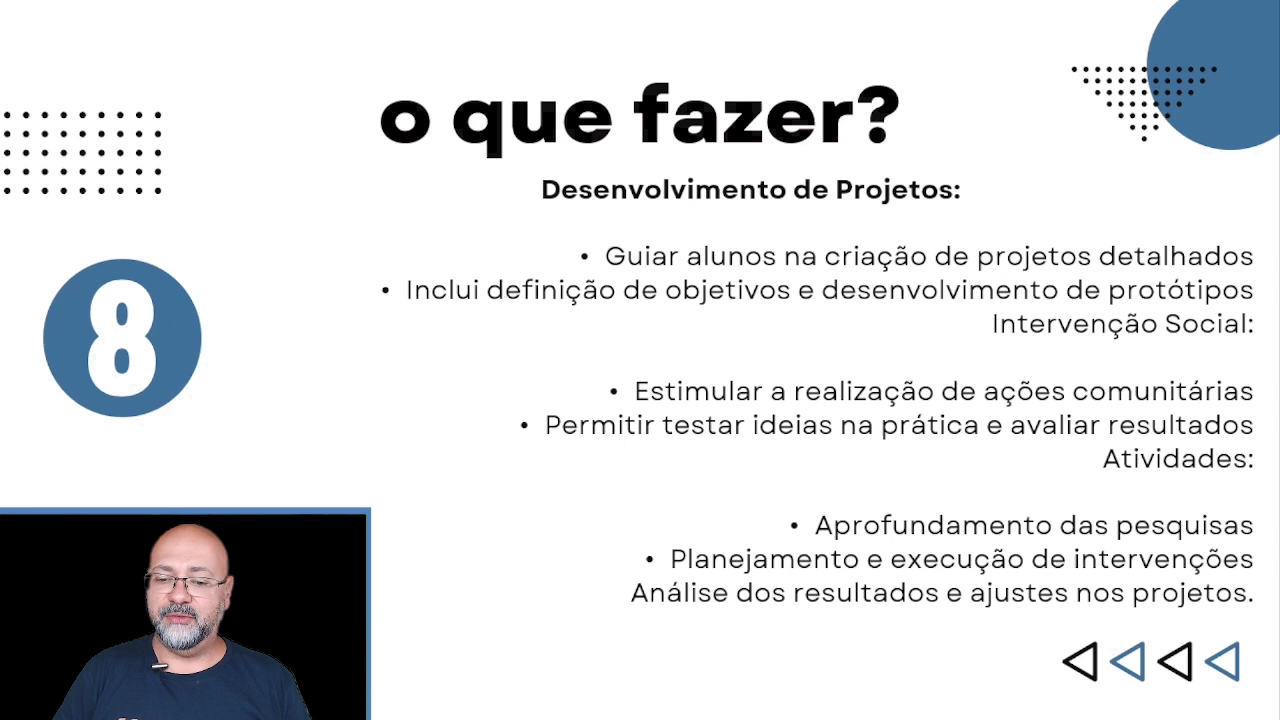 o que fazer?
Desenvolvimento de Projetos:
8
• Guiar alunos na criação de projetos detalhados
• Inclui definição de objetivos e desenvolvimento de protótipos
Intervenção Social:
• Estimular a realização de ações comunitárias
• Permitir testar ideias na prática e avaliar resultados
Atividades:
• Aprofundamento das pesquisas
• Planejamento e execução de intervenções
Análise dos resultados e ajustes nos projetos.